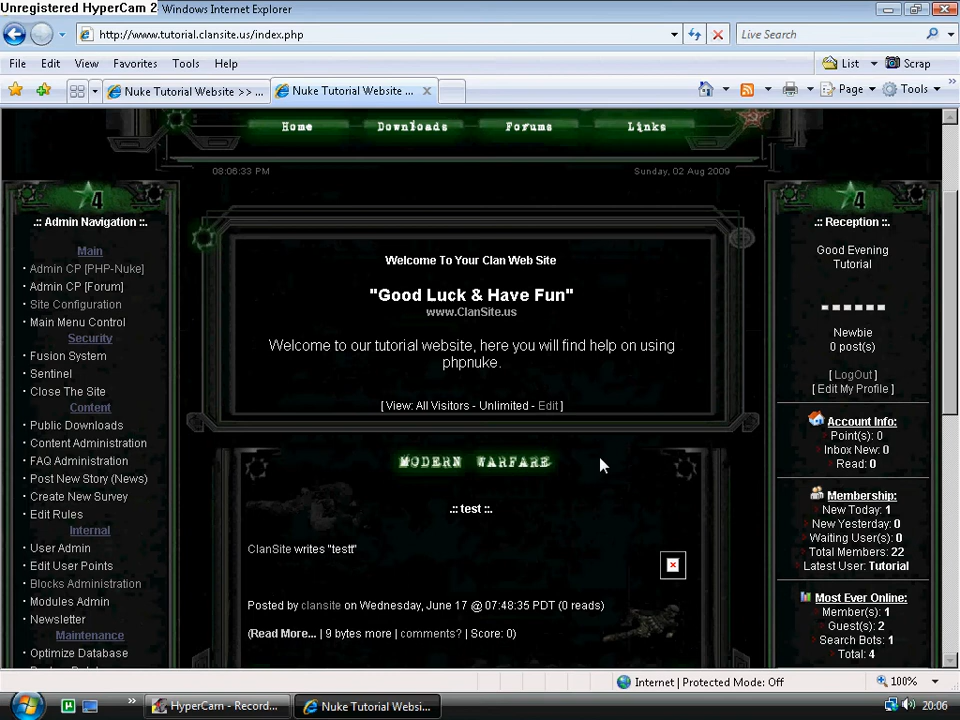 Unregistered HyperCam 2
Windows Internet Explorer
http://www.tutorial.clansite.us/index.php
Live Search
File Edit View Favorites Tools Help
List Scrap
Nuke Tutorial Website >> ...
Nuke Tutorial Website ...
Page Tools
Home Downloads Forums Links
08:06:33 PM
Sunday, 02 Aug 2009
4
.:: Admin Navigation ::.
Main
Admin CP [PHP-Nuke]
Admin CP [Forum]
Site Configuration
Main Menu Control
Security
Fusion System
Sentinel
Close The Site
Content
Public Downloads
Content Administration
FAQ Administration
Post New Story (News)
Create New Survey
Edit Rules
Internal
User Admin
Edit User Points
Blocks Administration
Modules Admin
Newsletter
Maintenance
Optimize Database
Welcome To Your Clan Web Site
"Good Luck & Have Fun"
www.ClanSite.us
Welcome to our tutorial website, here you will find help on using
phpnuke.
[ View: All Visitors - Unlimited - Edit ]
MODERN WARFARE
.:: test ::.
ClanSite writes "testt"
Posted by clansite on Wednesday, June 17 @ 07:48:35 PDT (0 reads)
(Read More... | 9 bytes more | comments? | Score: 0)
4
.:: Reception ::.
Good Evening
Tutorial
Newbie
0 post(s)
[ LogOut ]
[ Edit My Profile ]
Account Info:
Point(s): 0
Inbox New: 0
Read: 0
Membership:
New Today: 1
New Yesterday: 0
Waiting User(s): 0
Total Members: 22
Latest User: Tutorial
Most Ever Online:
Member(s): 1
Guest(s): 2
Search Bots: 1
Total: 4
Internet | Protected Mode: Off
100%
HyperCam - Record...
Nuke Tutorial Websi...
20:06